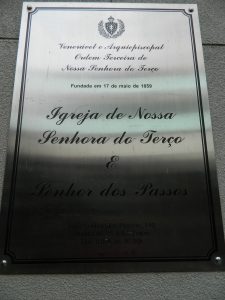 Venerável e Arquiepiscopal
Ordem Terceira de
Nossa Senhora do Terço
Fundada em 17 de maio de 1859
Igreja de Nossa
Senhora do Terço
&
Senhor dos Passos